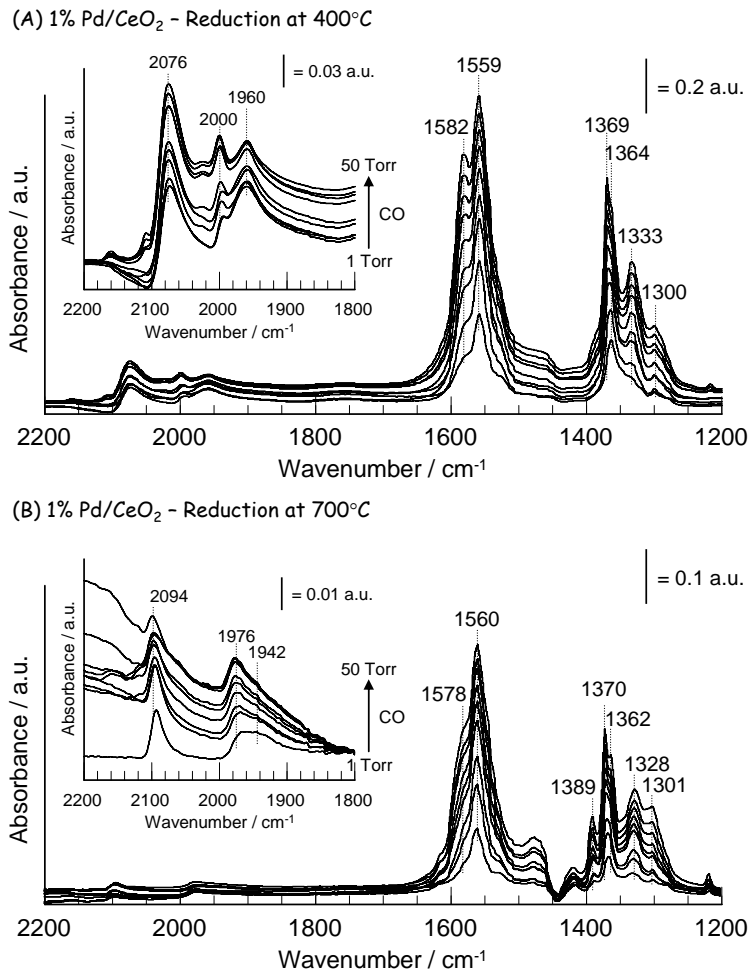 (A) 1% Pd/CeO₂ – Reduction at 400°C
2076
= 0.03 a.u.
2000
1960
50 Torr
CO
1 Torr
Absorbance / a.u.
2200 2100 2000 1900 1800
Wavenumber / cm⁻¹
1559
= 0.2 a.u.
1582
1369
1364
1333
1300
Absorbance / a.u.
2200 2000 1800 1600 1400 1200
Wavenumber / cm⁻¹
(B) 1% Pd/CeO₂ – Reduction at 700°C
2094
= 0.01 a.u.
1976
1942
50 Torr
CO
1 Torr
Absorbance / a.u.
2200 2100 2000 1900 1800
Wavenumber / cm⁻¹
1560
= 0.1 a.u.
1578
1370
1362
1389
1328
1301
Absorbance / a.u.
2200 2000 1800 1600 1400 1200
Wavenumber / cm⁻¹